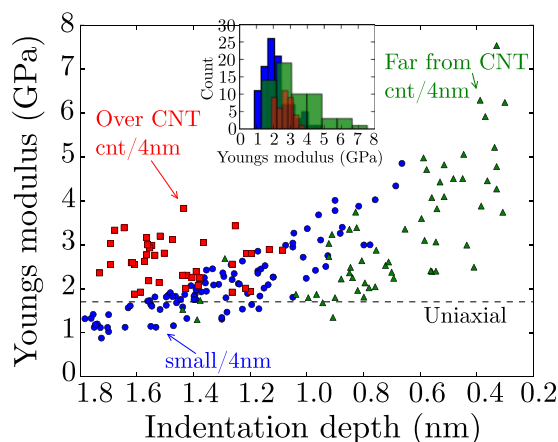 30
25
20
15
10
5
0
Count
1 2 3 4 5 6 7 8
Youngs modulus (GPa)
Far from CNT
cnt/4nm
Over CNT
cnt/4nm
Uniaxial
small/4nm
8
7
6
5
4
3
2
1
0
Youngs modulus (GPa)
1.8 1.6 1.4 1.2 1.0 0.8 0.6 0.4 0.2
Indentation depth (nm)